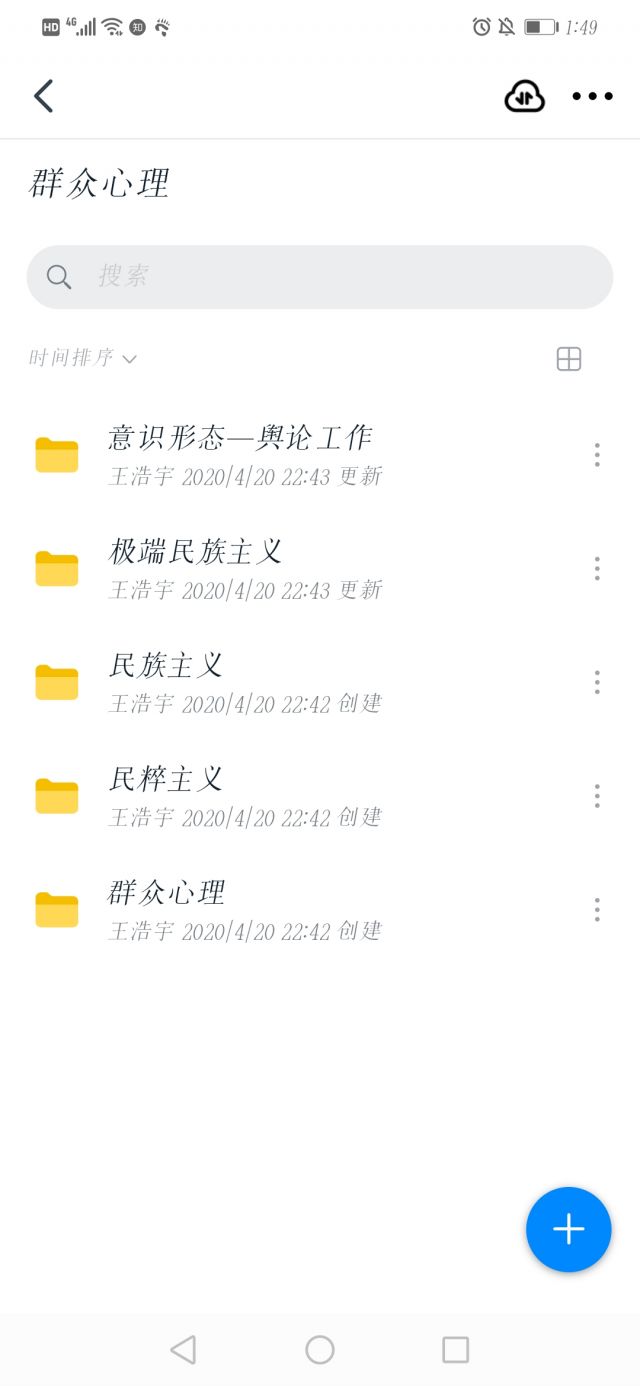 HD 4G 知 1:49
群众心理
搜索
时间排序
意识形态—舆论工作
王浩宇 2020/4/20 22:43 更新
极端民族主义
王浩宇 2020/4/20 22:43 更新
民族主义
王浩宇 2020/4/20 22:42 创建
民粹主义
王浩宇 2020/4/20 22:42 创建
群众心理
王浩宇 2020/4/20 22:42 创建